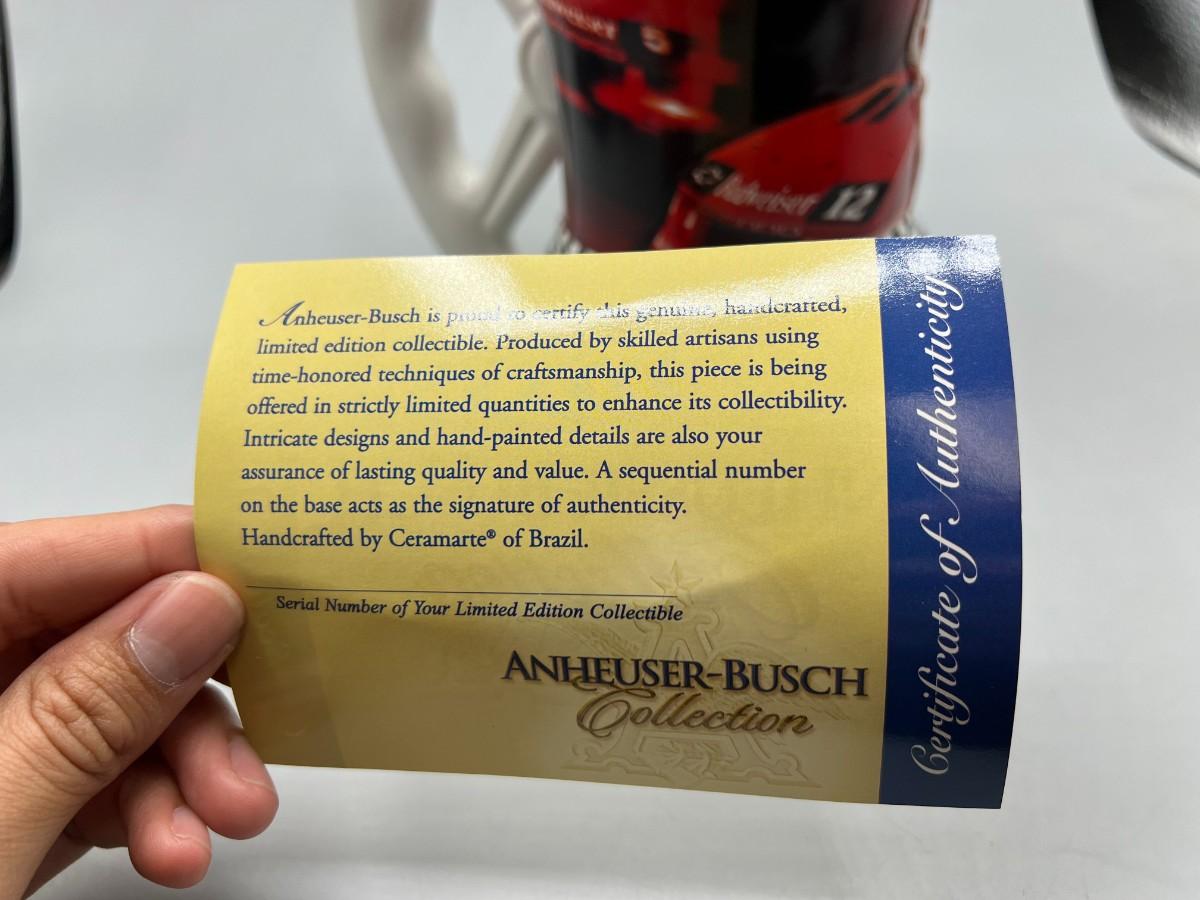 Budweiser 12
Anheuser-Busch is proud to certify this genuine, handcrafted,
limited edition collectible. Produced by skilled artisans using
time-honored techniques of craftsmanship, this piece is being
offered in strictly limited quantities to enhance its collectibility.
Intricate designs and hand-painted details are also your
assurance of lasting quality and value. A sequential number
on the base acts as the signature of authenticity.
Handcrafted by Ceramarte® of Brazil.
Serial Number of Your Limited Edition Collectible
ANHEUSER-BUSCH
Collection
Certificate of Authenticity